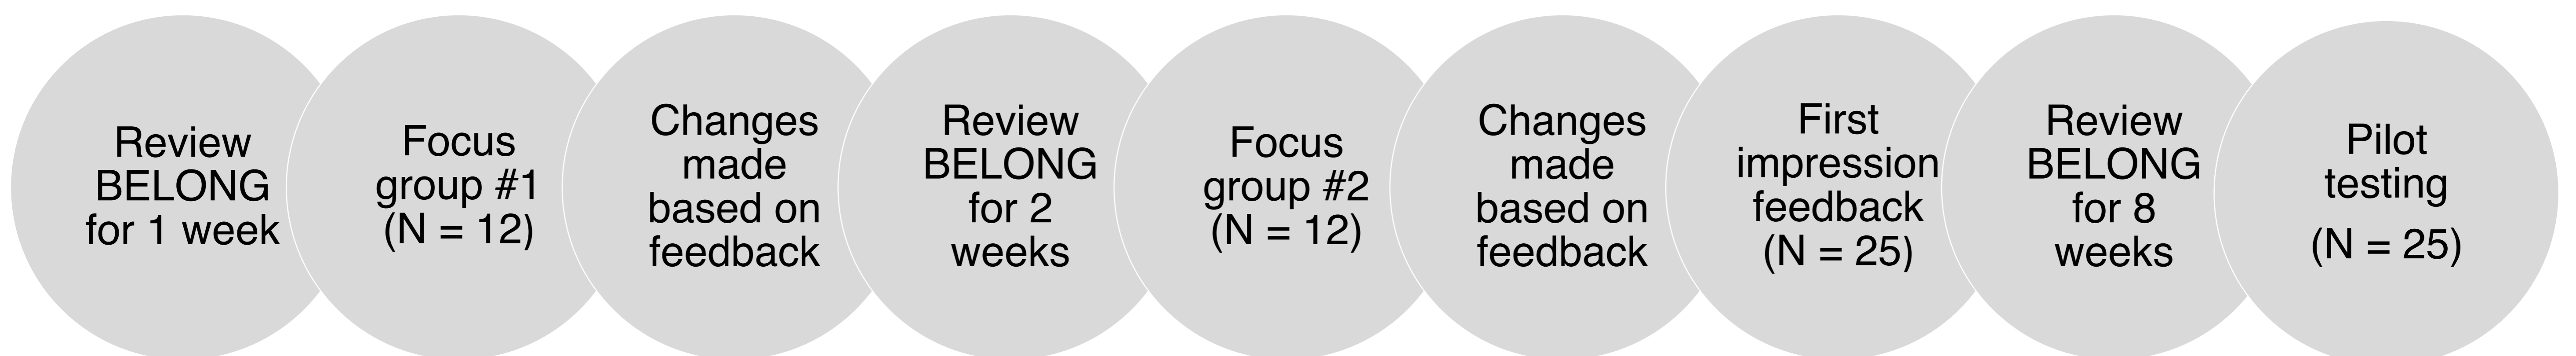 Review
BELONG
for 1 week
Focus
group #1
(N = 12)
Changes
made
based on
feedback
Review
BELONG
for 2
weeks
Focus
group #2
(N = 12)
Changes
made
based on
feedback
First
impression
feedback
(N = 25)
Review
BELONG
for 8
weeks
Pilot
testing
(N = 25)